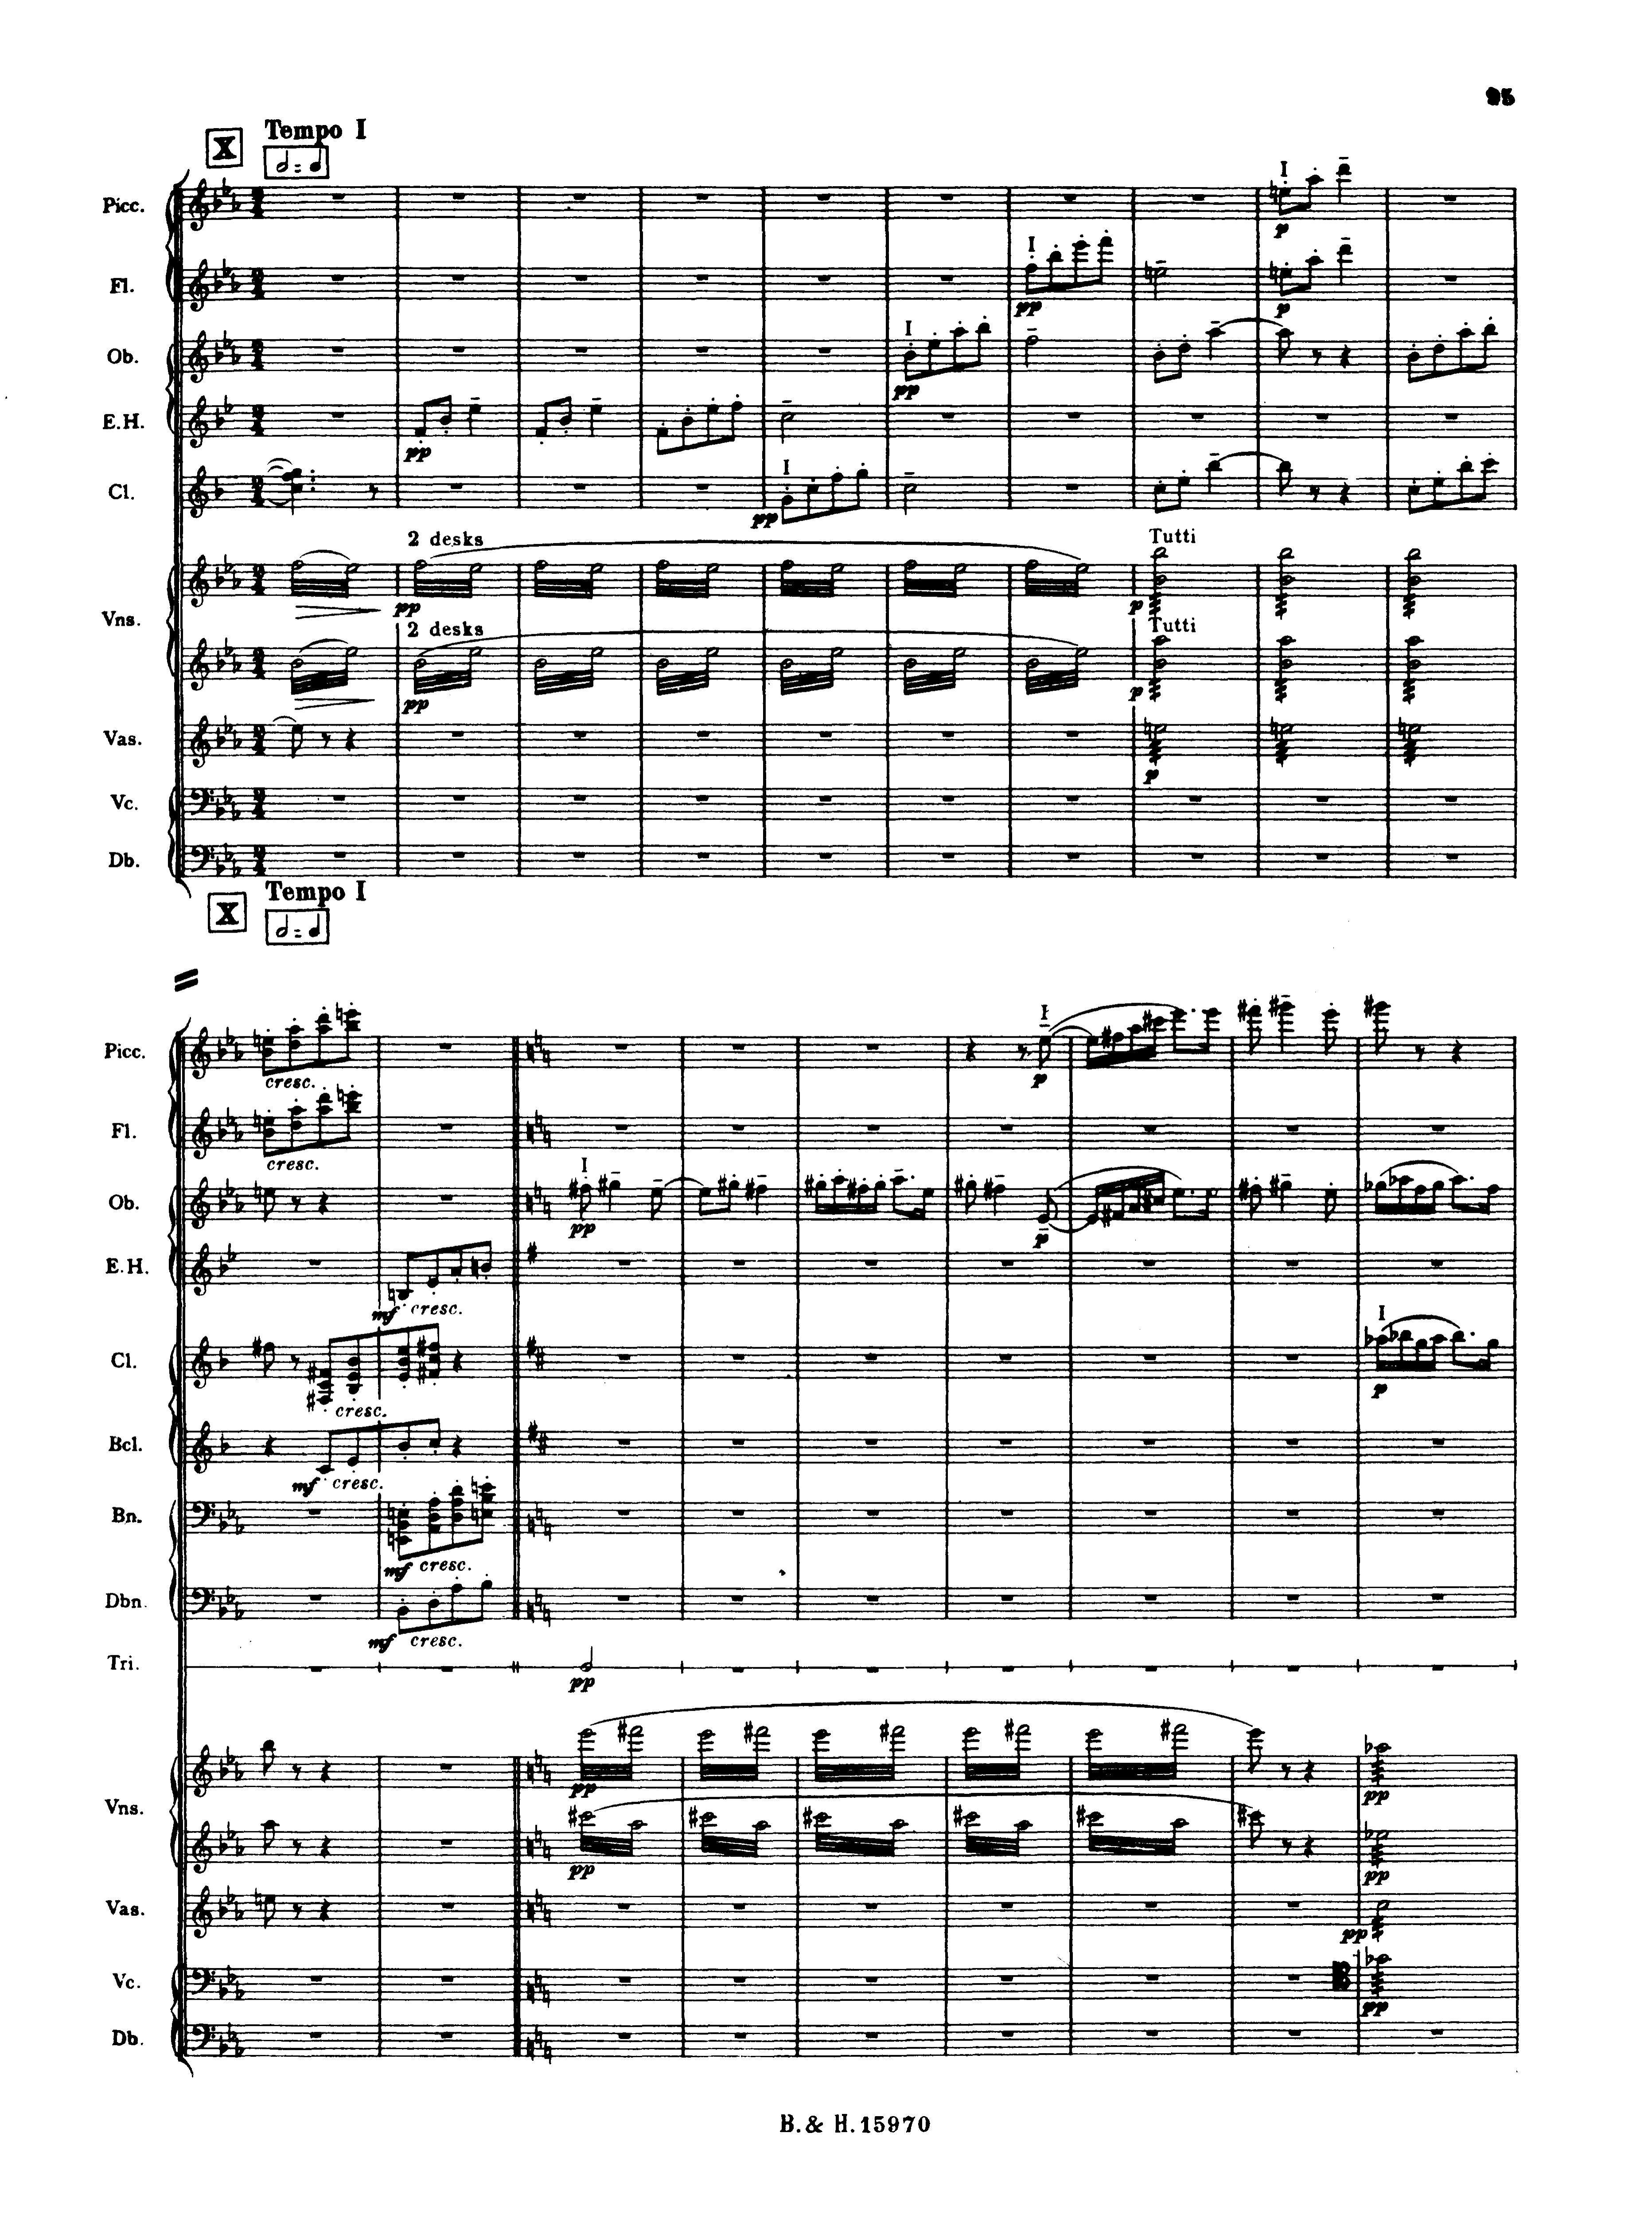 95
X Tempo I
Picc. I
p
Fl. I
pp p
Ob. I
pp
E.H.
pp
Cl. I
pp
2 desks Tutti
pp p
Vns.
2 desks Tutti
pp p
Vas.
p
Vc.
Db.
X Tempo I
Picc. I
cresc. p
Fl.
cresc.
Ob. I
pp p
E.H.
mf cresc.
Cl. I
cresc. p
Bcl.
mf cresc.
Bn.
mf cresc.
Dbn.
mf cresc.
Tri.
pp
pp pp
Vns.
pp pp
Vas.
pp
Vc.
pp
Db.
B. & H. 15970